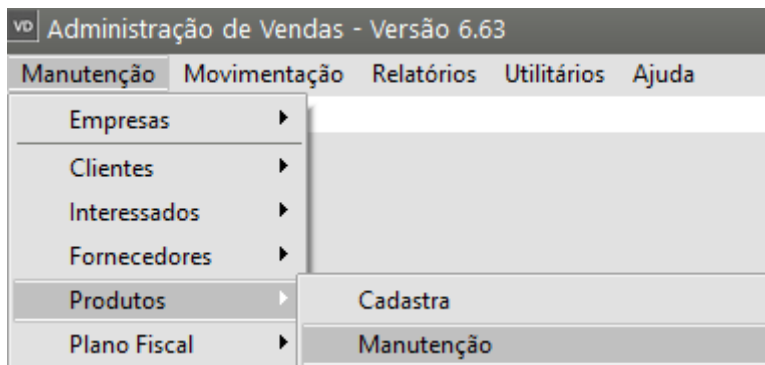 VD Administração de Vendas - Versão 6.63
Manutenção Movimentação Relatórios Utilitários Ajuda
Empresas
Clientes
Interessados
Fornecedores
Produtos
Cadastra
Plano Fiscal
Manutenção